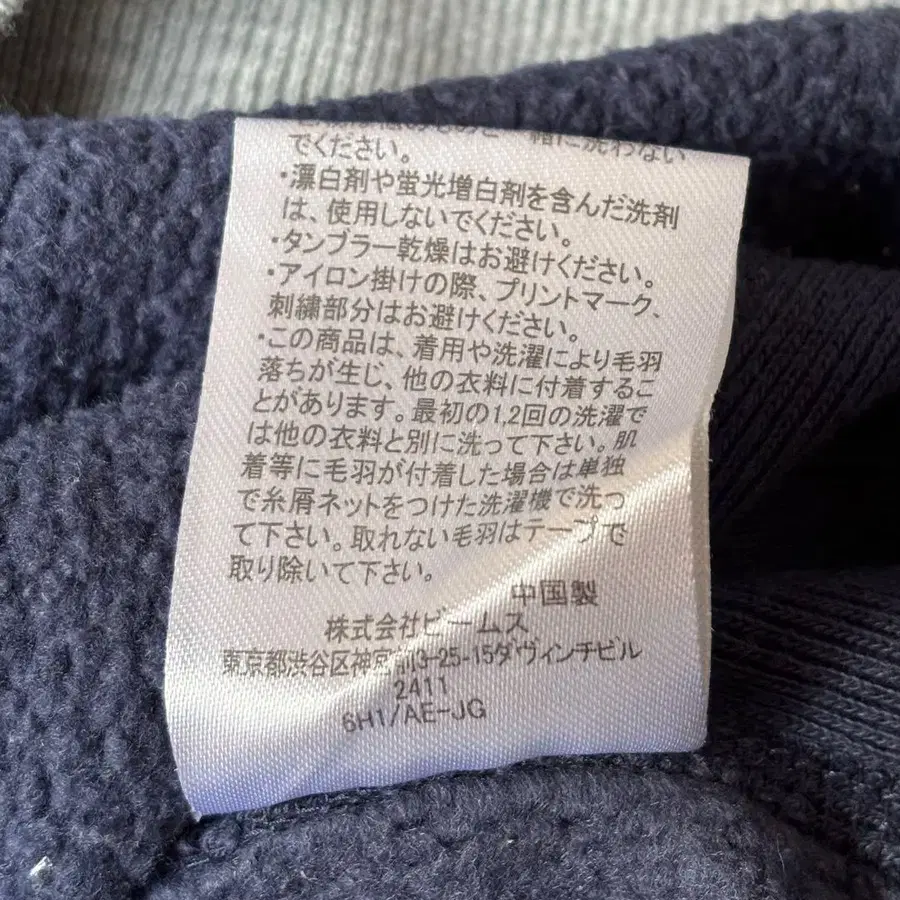 一緒に洗わない
でください。
・漂白剤や蛍光増白剤を含んだ洗剤
は、使用しないでください。
・タンブラー乾燥はお避けください。
・アイロン掛けの際、プリントマーク、
刺繍部分はお避けください。
・この商品は、着用や洗濯により毛羽
落ちが生じ、他の衣料に付着するこ
とがあります。最初の1,2回の洗濯で
は他の衣料と別に洗って下さい。肌
着等に毛羽が付着した場合は単独
で糸屑ネットをつけた洗濯機で洗っ
て下さい。取れない毛羽はテープで
取り除いて下さい。
中国製
株式会社ビームス
東京都渋谷区神宮前3-25-15ダヴィンチビル
2411
6H1/AE-JG